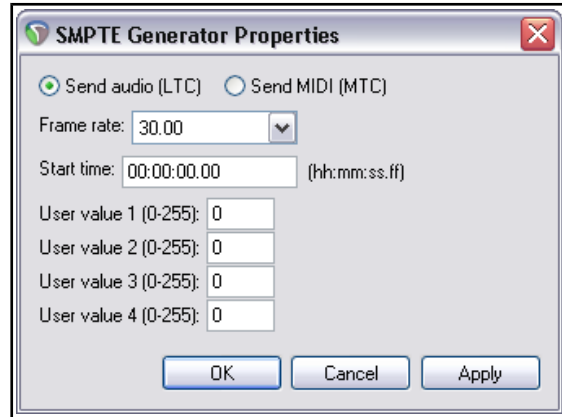 SMPTE Generator Properties
Send audio (LTC) Send MIDI (MTC)
Frame rate: 30.00
Start time: 00:00:00.00 (hh:mm:ss.ff)
User value 1 (0-255): 0
User value 2 (0-255): 0
User value 3 (0-255): 0
User value 4 (0-255): 0
OK Cancel Apply